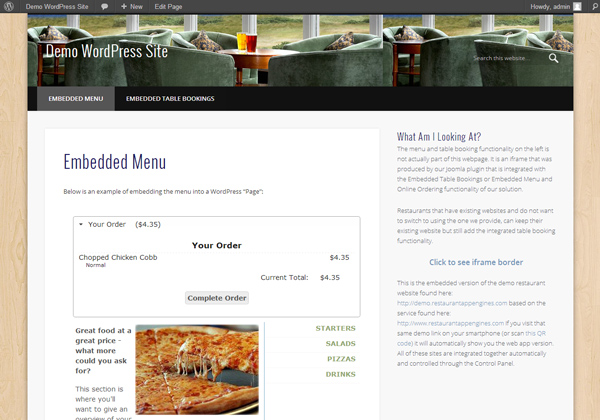 Demo WordPress Site
New
Edit Page
Howdy, admin
Demo WordPress Site
Search this website…
EMBEDDED MENU
EMBEDDED TABLE BOOKINGS
Embedded Menu
Below is an example of embedding the menu into a WordPress "Page":
Your Order ($4.35)
Your Order
Chopped Chicken Cobb $4.35
Normal
Current Total: $4.35
Complete Order
Great food at a
great price -
what more
could you ask
for?
This section is
where you'll
want to give an
overview of your
STARTERS
SALADS
PIZZAS
DRINKS
What Am I Looking At?
The menu and table booking functionality on the left is
not actually part of this webpage. It is an iframe that was
produced by our Joomla plugin that is integrated with
the Embedded Table Bookings or Embedded Menu and
Online Ordering functionality of our solution.
Restaurants that have existing websites and do not want
to switch to using the one we provide, can keep their
existing website but still add the integrated table booking
functionality.
Click to see iframe border
This is the embedded version of the demo restaurant
website found here:
http://demo.restaurantappengines.com based on the
service found here:
http://www.restaurantappengines.com If you visit that
same demo link on your smartphone (or scan this QR
code) it will automatically show you the web app version.
All of these sites are integrated together automatically
and controlled through the Control Panel.